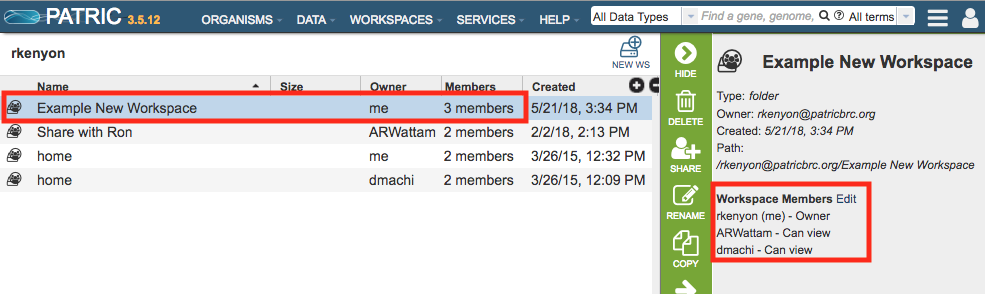 PATRIC 3.5.12 ORGANISMS DATA WORKSPACES SERVICES HELP All Data Types Find a gene, genome, All terms
rkenyon
NEW WS
Name Size Owner Members Created
Example New Workspace me 3 members 5/21/18, 3:34 PM
Share with Ron ARWattam 2 members 2/2/18, 2:13 PM
home me 2 members 3/26/15, 12:32 PM
home dmachi 2 members 3/26/15, 12:09 PM
HIDE
DELETE
SHARE
RENAME
COPY
Example New Workspace
Type: folder
Owner: rkenyon@patricbrc.org
Created: 5/21/18, 3:34 PM
Path:
/rkenyon@patricbrc.org/Example New Workspace
Workspace Members Edit
rkenyon (me) - Owner
ARWattam - Can view
dmachi - Can view